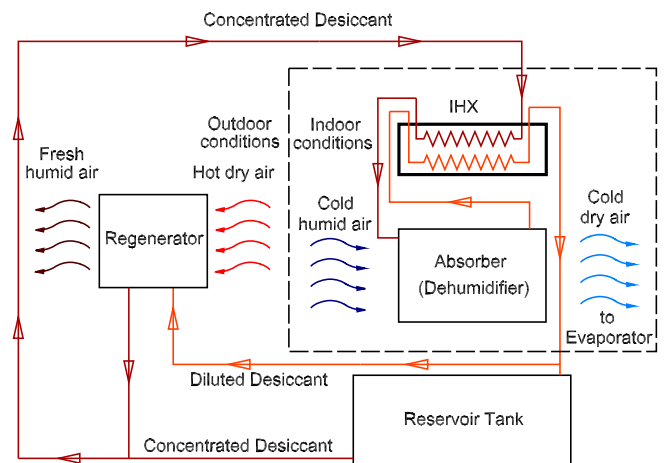 Concentrated Desiccant
IHX
Outdoor
conditions
Hot dry air
Indoor
conditions
Fresh
humid air
Cold
humid air
Cold
dry air
Regenerator
Absorber
(Dehumidifier)
to
Evaporator
Diluted Desiccant
Reservoir Tank
Concentrated Desiccant